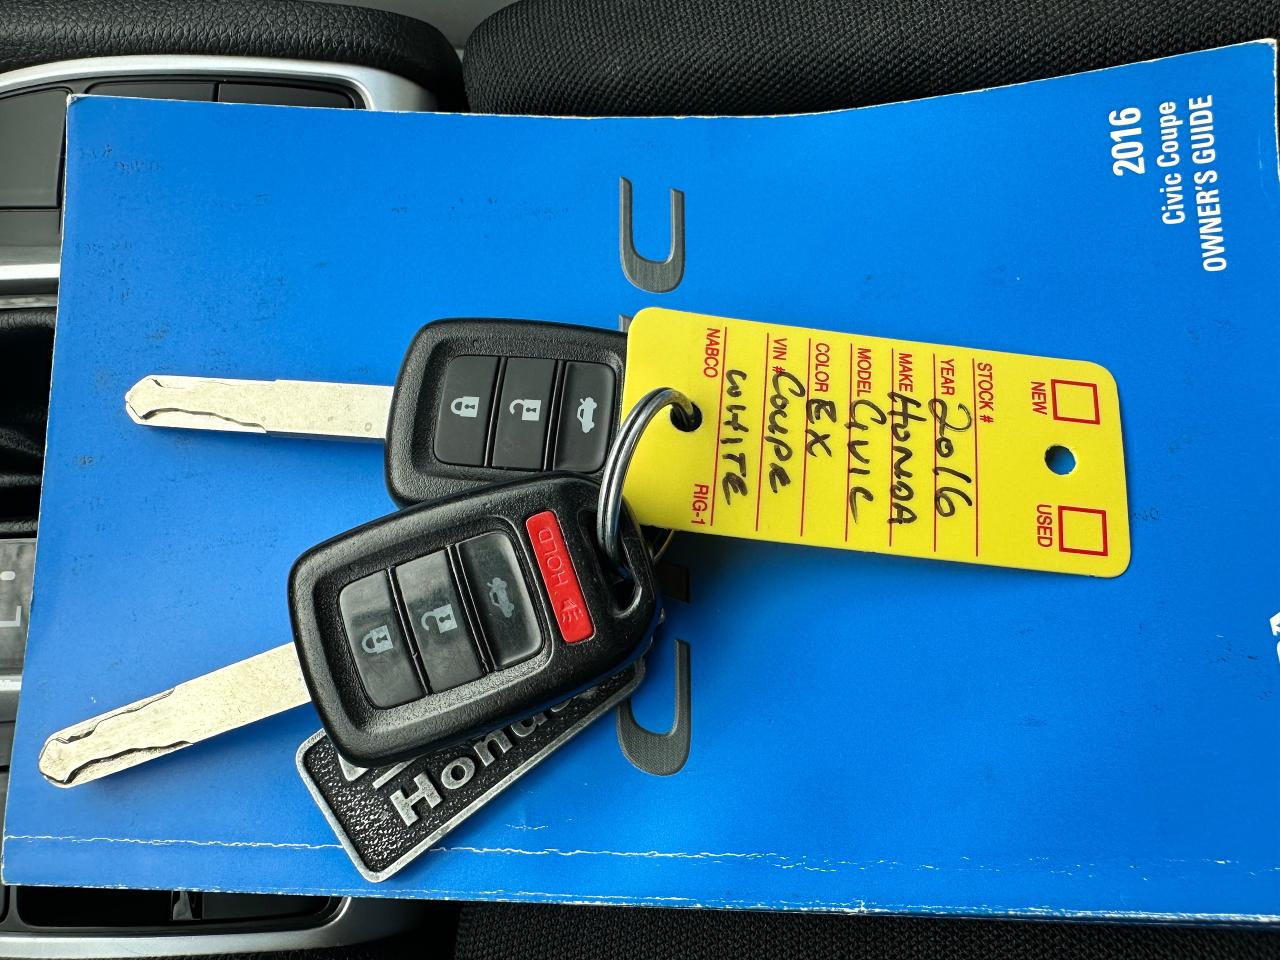 2016
Civic Coupe
OWNER'S GUIDE
NEW
USED
STOCK #
YEAR 2016
MAKE HONDA
MODEL CIVIC
COLOR EX
VIN # COUPE
WHITE
NABCO
RIG-1
HOLD
Honda